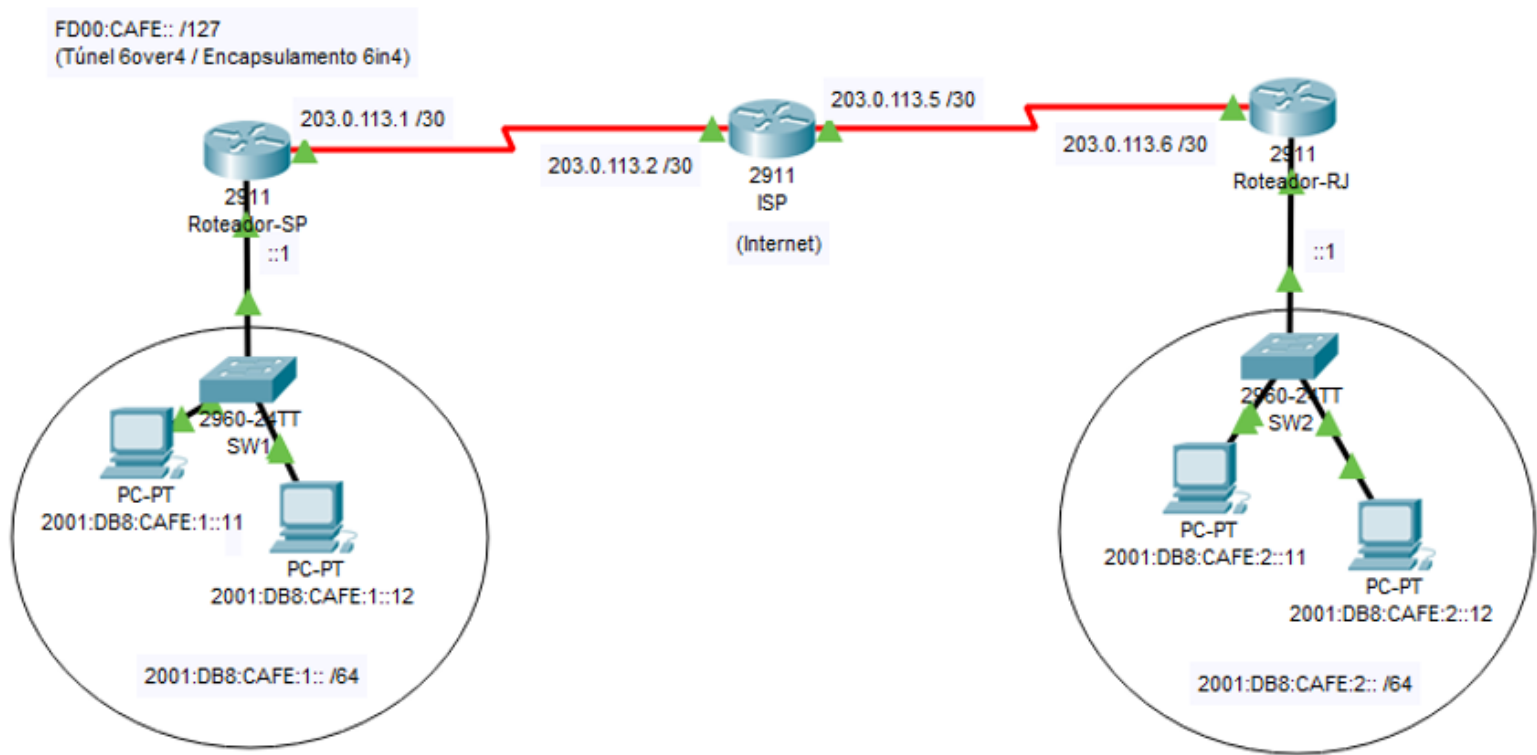 FD00:CAFE:: /127
(Túnel 6over4 / Encapsulamento 6in4)
203.0.113.1 /30
203.0.113.2 /30
203.0.113.5 /30
203.0.113.6 /30
2911
Roteador-SP
::1
2911
ISP
(Internet)
2911
Roteador-RJ
::1
2960-24TT
SW1
PC-PT
2001:DB8:CAFE:1::11
PC-PT
2001:DB8:CAFE:1::12
2001:DB8:CAFE:1:: /64
2960-24TT
SW2
PC-PT
2001:DB8:CAFE:2::11
PC-PT
2001:DB8:CAFE:2::12
2001:DB8:CAFE:2:: /64